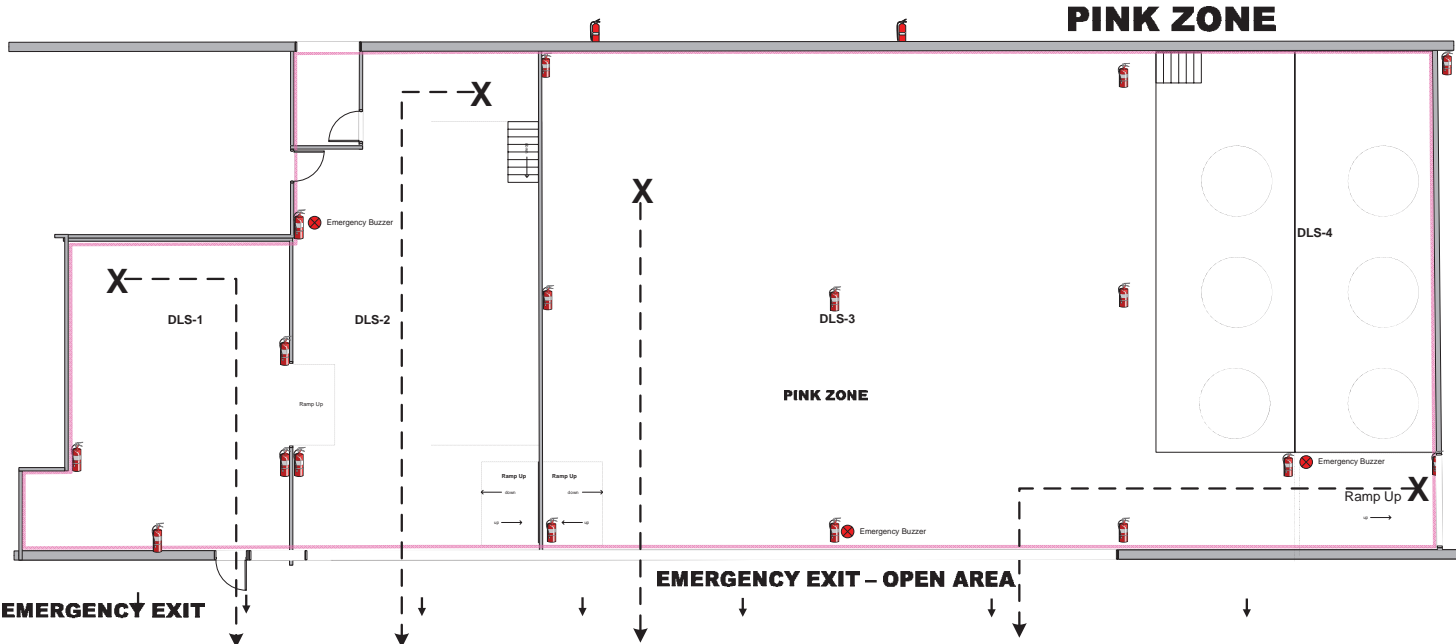 PINK ZONE
X
X
Emergency Buzzer
DLS-4
X
DLS-1
DLS-2
DLS-3
PINK ZONE
Ramp Up
Emergency Buzzer
Ramp Up
Ramp Up
down
down
Ramp Up
X
up
up
up
Emergency Buzzer
EMERGENCY EXIT – OPEN AREA
EMERGENCY EXIT